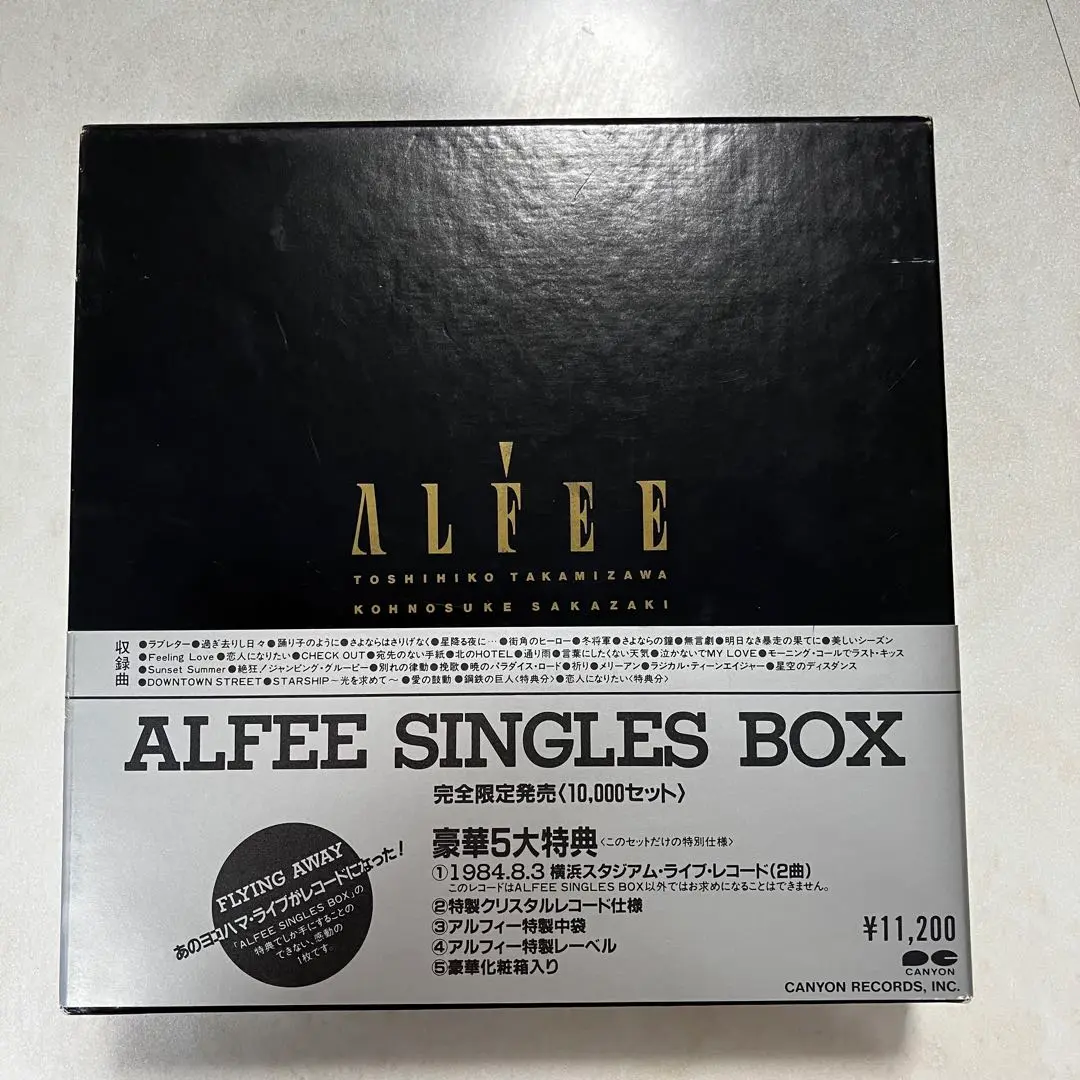 ALFEE
TOSHIHIKO TAKAMIZAWA
KOHNOSUKE SAKAZAKI
収録曲
●ラブレター●過ぎ去りし日々●踊り子のように●さよならはさりげなく●星降る夜に…●街角のヒーロー●冬将軍●さよならの鐘●無言劇●明日なき暴走の果てに●美しいシーズン
●Feeling Love●恋人になりたい●CHECK OUT●宛先のない手紙●北のHOTEL●通り雨●言葉にしたくない天気●泣かないでMY LOVE●モーニング・コールでラスト・キッス
●Sunset Summer●絶狂!ジャンピング・グルーピー●別れの律動●挽歌●暁のパラダイス・ロード●祈り●メリーアン●ラジカル・ティーンエイジャー●星空のディスタンス
●DOWNTOWN STREET●STARSHIP〜光を求めて〜●愛の鼓動●鋼鉄の巨人〈特典分〉●恋人になりたい〈特典分〉
ALFEE SINGLES BOX
完全限定発売〈10,000セット〉
FLYING AWAY
あのヨコハマ・ライブがレコードになった!
「ALFEE SINGLES BOX」の
特典でしか手にすることの
できない、感動の
1枚です。
豪華5大特典〈このセットだけの特別仕様〉
①1984.8.3 横浜スタジアム・ライブ・レコード(2曲)
このレコードはALFEE SINGLES BOX以外ではお求めになることはできません。
②特製クリスタルレコード仕様
③アルフィー特製中袋
④アルフィー特製レーベル
⑤豪華化粧箱入り
¥11,200
CANYON
CANYON RECORDS, INC.